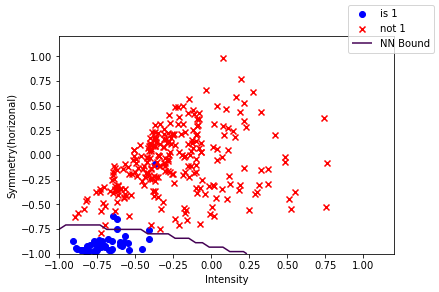 is 1
not 1
NN Bound
1.00
0.75
0.50
0.25
0.00
−0.25
−0.50
−0.75
−1.00
Symmetry(horizonal)
−1.00 −0.75 −0.50 −0.25 0.00 0.25 0.50 0.75 1.00
Intensity